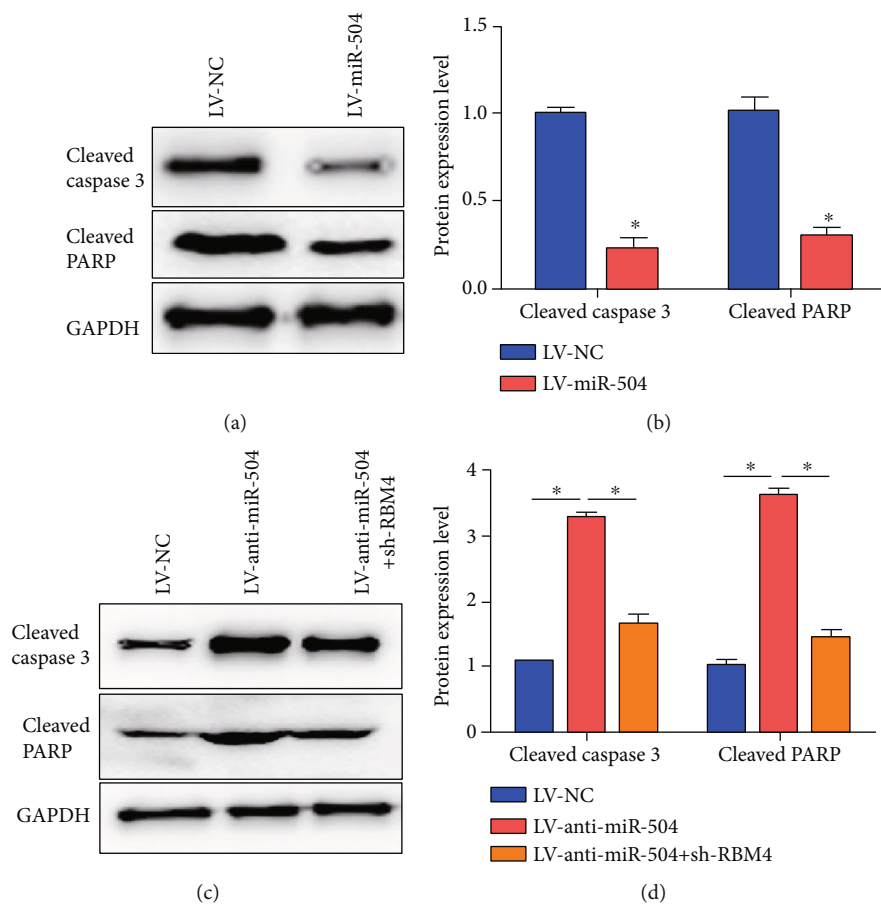 LV-NC
LV-miR-504
Cleaved
caspase 3
Cleaved
PARP
GAPDH
(a)
1.5
1.0
0.5
0.0
Protein expression level
*
*
Cleaved caspase 3
Cleaved PARP
LV-NC
LV-miR-504
(b)
LV-NC
LV-anti-miR-504
LV-anti-miR-504
+sh-RBM4
Cleaved
caspase 3
Cleaved
PARP
GAPDH
(c)
4
3
2
1
0
Protein expression level
*
*
*
*
Cleaved caspase 3
Cleaved PARP
LV-NC
LV-anti-miR-504
LV-anti-miR-504+sh-RBM4
(d)